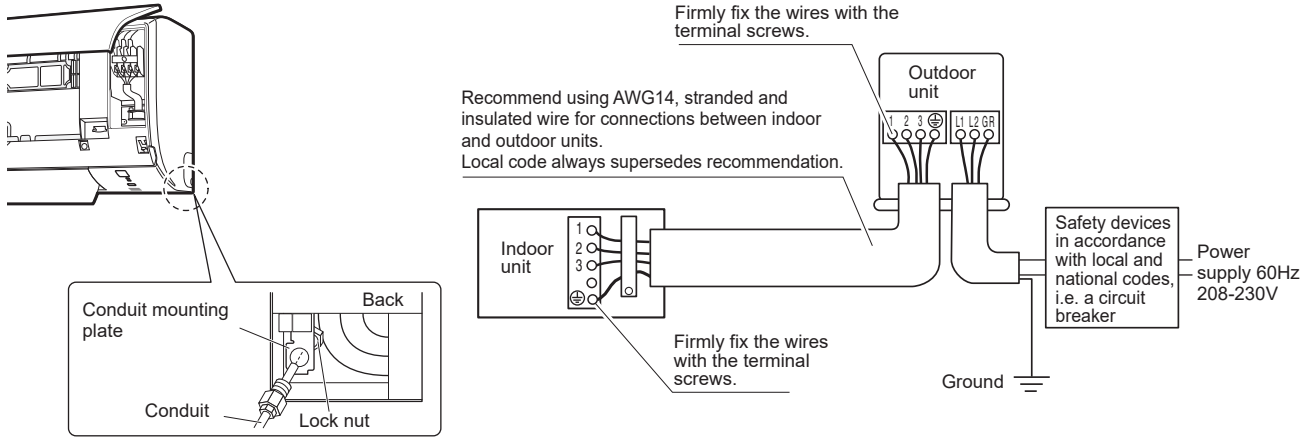 Firmly fix the wires with the
terminal screws.
Outdoor
unit
1 2 3
L1 L2 GR
Recommend using AWG14, stranded and
insulated wire for connections between indoor
and outdoor units.
Local code always supersedes recommendation.
Indoor
unit
1
2
3
Safety devices
in accordance
with local and
national codes,
i.e. a circuit
breaker
Power
supply 60Hz
208-230V
Firmly fix the wires
with the terminal
screws.
Ground
Conduit mounting
plate
Back
Conduit
Lock nut